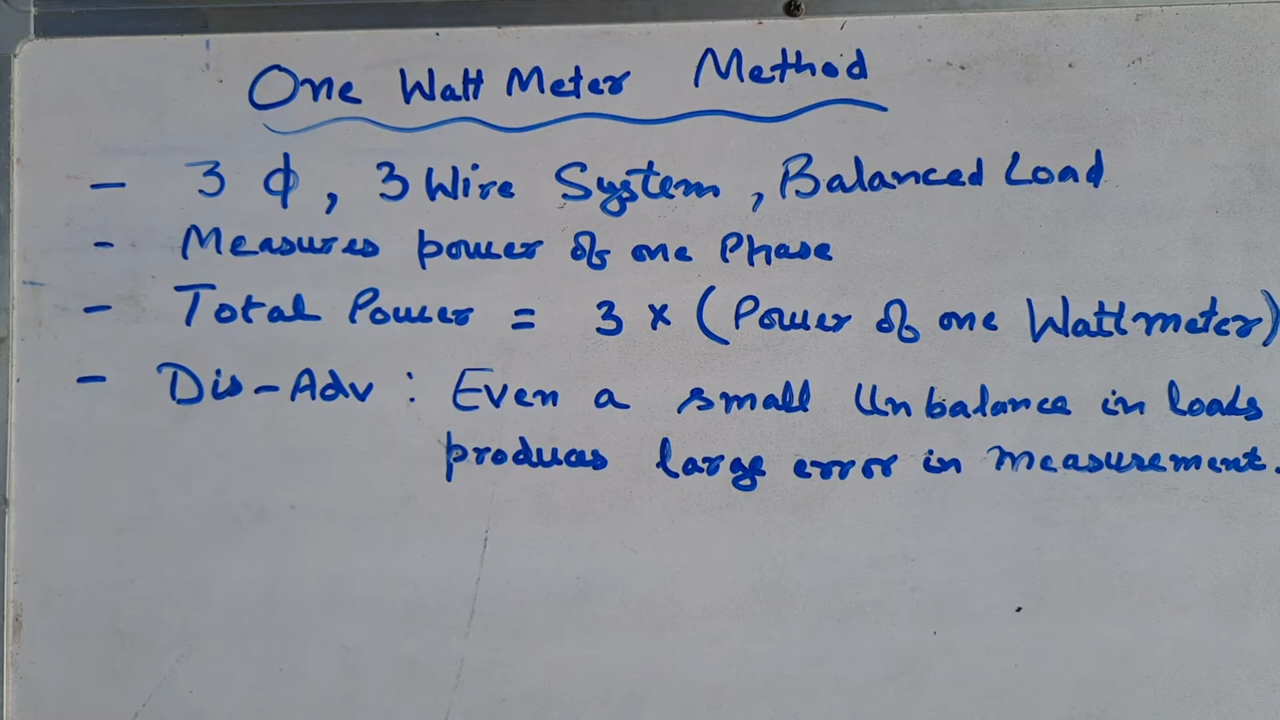 One Watt Meter Method
- 3 ϕ, 3 Wire System, Balanced Load
- Measures power of one Phase
- Total Power = 3 x (Power of one Wattmeter)
- Dis-Adv : Even a small Unbalance in loads
produces large error in measurement.